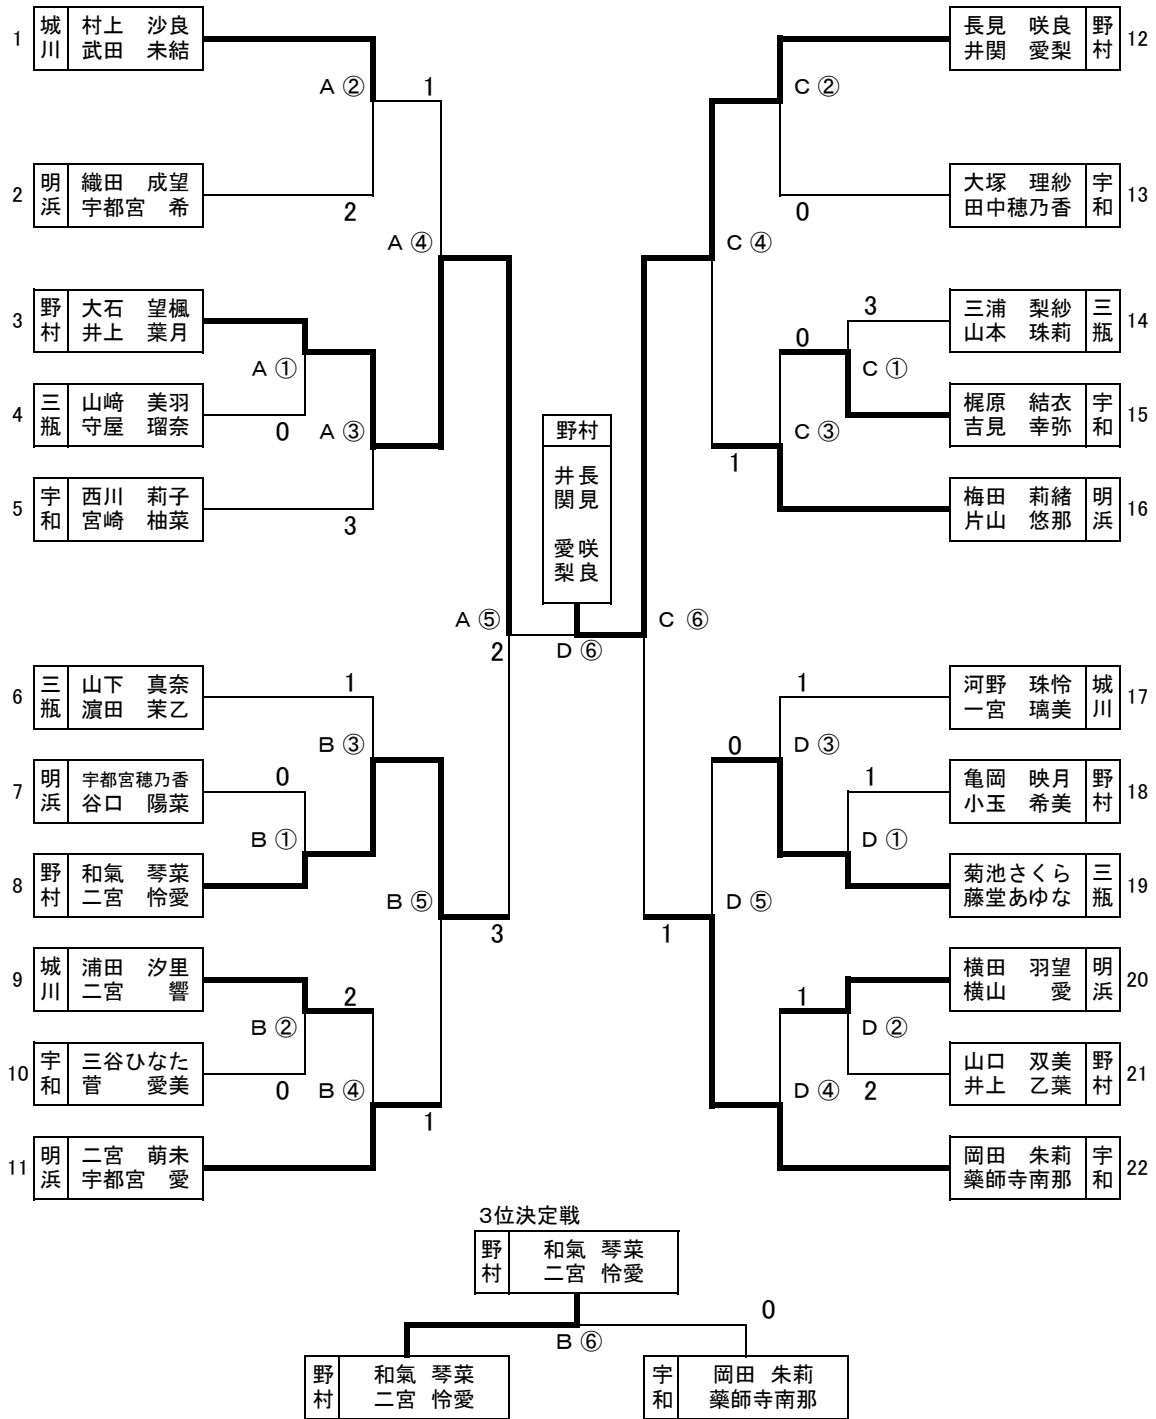 1
城川
村上 沙良
武田 未結
A ②
1
2
明浜
織田 成望
宇都宮 希
2
A ④
3
野村
大石 望楓
井上 葉月
A ①
4
三瓶
山﨑 美羽
守屋 瑠奈
0
A ③
5
宇和
西川 莉子
宮崎 柚菜
3
A ⑤
2
6
三瓶
山下 真奈
濵田 茉乙
1
B ③
7
明浜
宇都宮穂乃香
谷口 陽菜
0
B ①
8
野村
和氣 琴菜
二宮 怜愛
B ⑤
3
9
城川
浦田 汐里
二宮 響
2
B ②
10
宇和
三谷ひなた
菅 愛美
0
B ④
1
11
明浜
二宮 萌未
宇都宮 愛
野村
長見 咲良
井関 愛梨
D ⑥
長見 咲良
井関 愛梨
野村
12
C ②
大塚 理紗
田中穂乃香
宇和
13
0
C ④
三浦 梨紗
山本 珠莉
三瓶
14
3
0
C ①
梶原 結衣
吉見 幸弥
宇和
15
C ③
1
梅田 莉緒
片山 悠那
明浜
16
C ⑥
河野 珠怜
一宮 璃美
城川
17
1
0
D ③
亀岡 映月
小玉 希美
野村
18
1
D ①
菊池さくら
藤堂あゆな
三瓶
19
D ⑤
1
横田 羽望
横山 愛
明浜
20
1
D ②
山口 双美
井上 乙葉
野村
21
2
D ④
岡田 朱莉
藥師寺南那
宇和
22
3位決定戦
野村
和氣 琴菜
二宮 怜愛
0
B ⑥
野村
和氣 琴菜
二宮 怜愛
宇和
岡田 朱莉
藥師寺南那